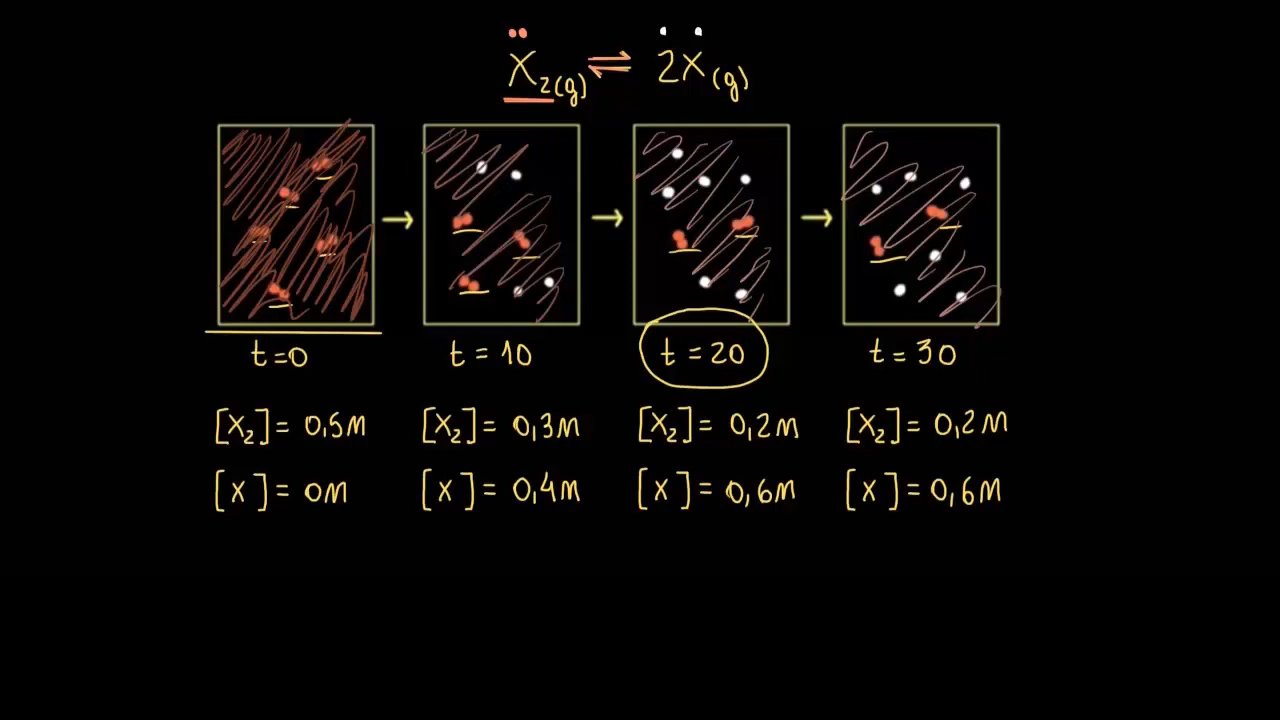 X₂(g) ⇌ 2X(g)
t=0
t = 10
t = 20
t = 30
[X₂] = 0,5M
[X₂] = 0,3M
[X₂] = 0,2M
[X₂] = 0,2M
[X] = 0M
[X] = 0,4M
[X] = 0,6M
[X] = 0,6M